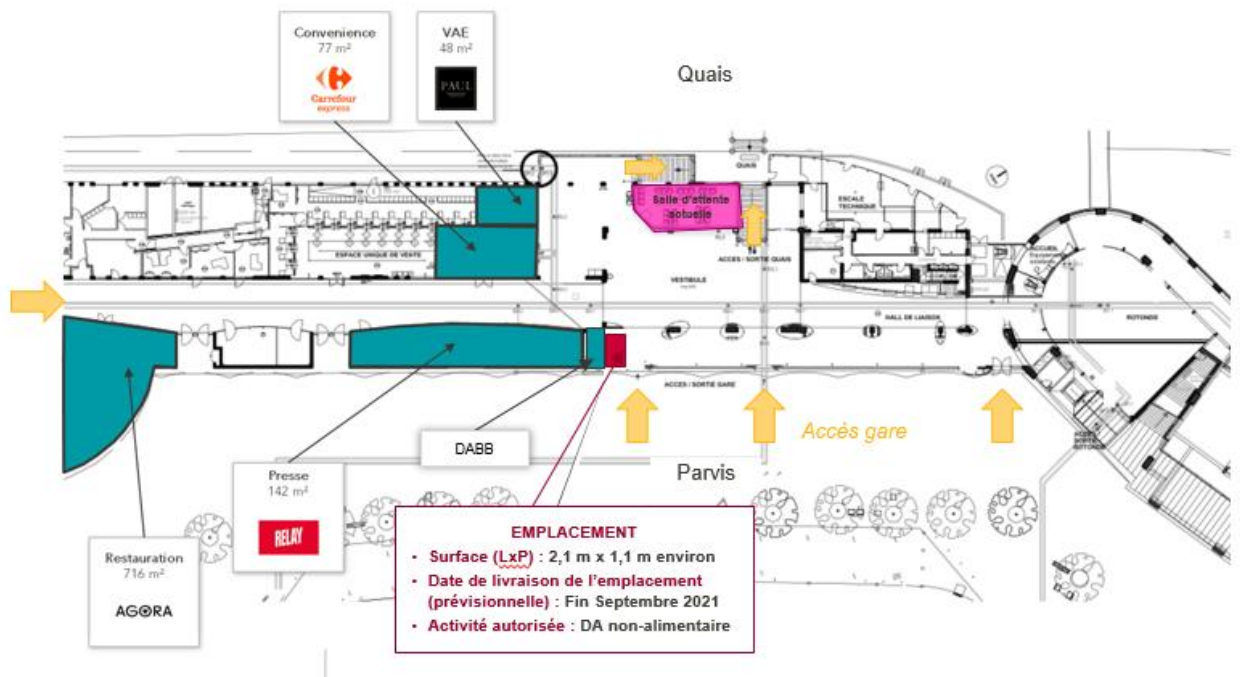 Convenience
77 m²
Carrefour
express
VAE
48 m²
PAUL
Quais
QUAIS
Salle d'attente
actuelle
ESCALE
TECHNIQUE
ACCUEIL
ESPACE UNIQUE DE VENTE
ACCES / SORTIE QUAIS
VESTIBULE
HALL DE LIAISON
ROTONDE
ACCES / SORTIE GARE
Accès gare
DABB
Parvis
Presse
142 m²
RELAY
Restauration
716 m²
AGORA
EMPLACEMENT
• Surface (LxP) : 2,1 m x 1,1 m environ
• Date de livraison de l'emplacement
(prévisionnelle) : Fin Septembre 2021
• Activité autorisée : DA non-alimentaire